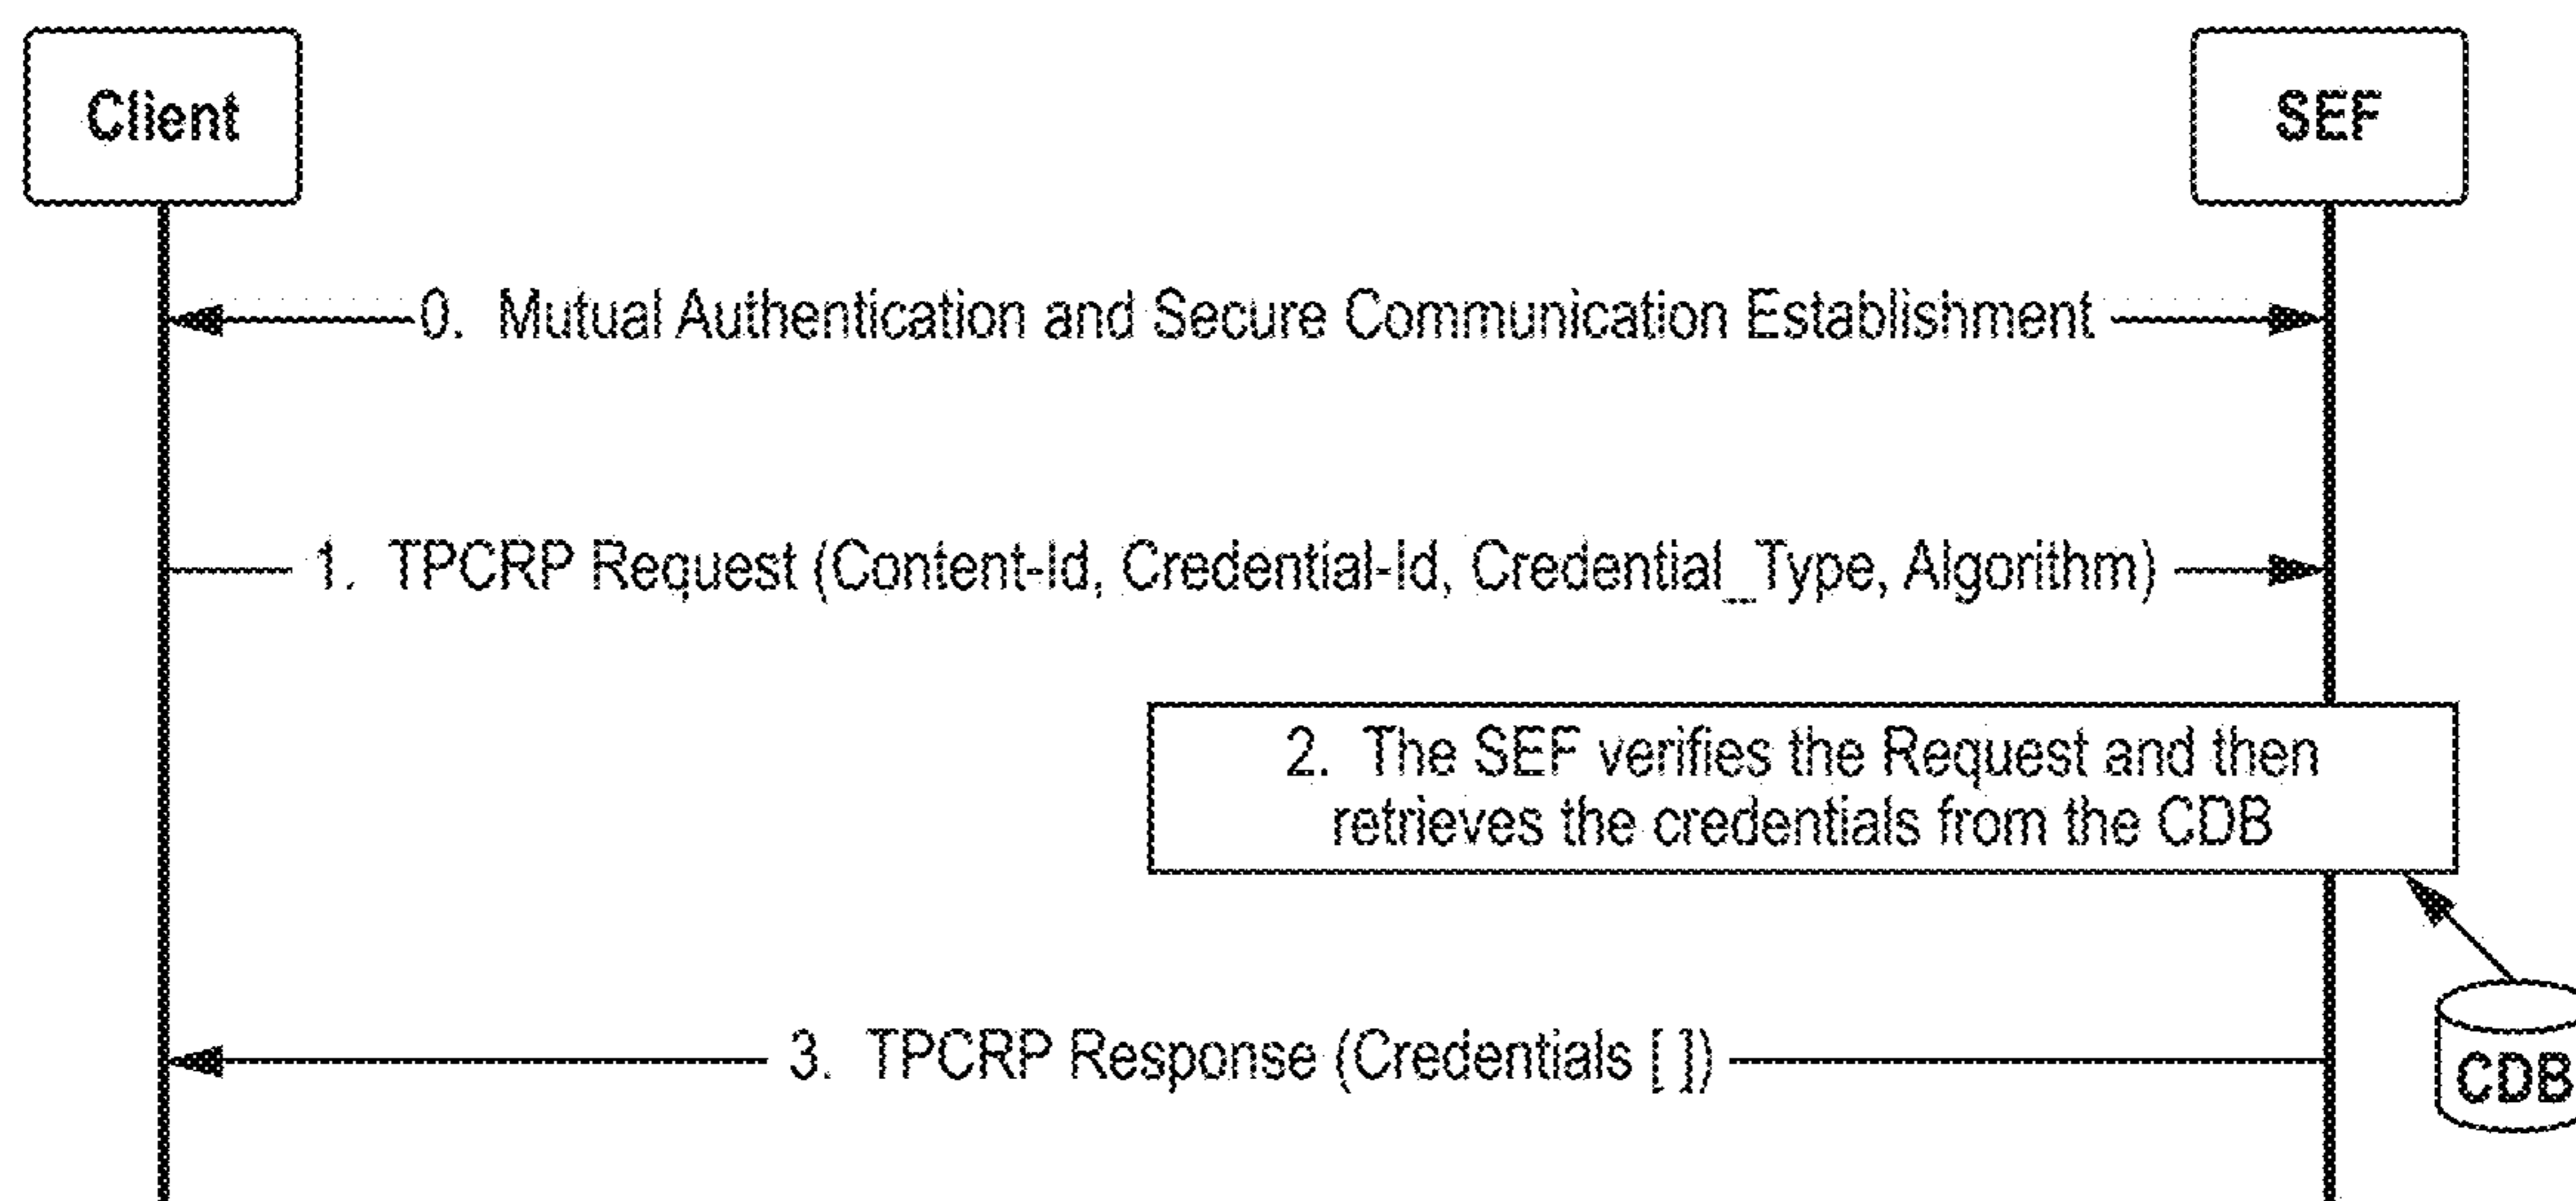 Client
SEF
0. Mutual Authentication and Secure Communication Establishment
1. TPCRP Request (Content-Id, Credential-Id, Credential_Type, Algorithm)
2. The SEF verifies the Request and then
retrieves the credentials from the CDB
3. TPCRP Response (Credentials [ ])
CDB